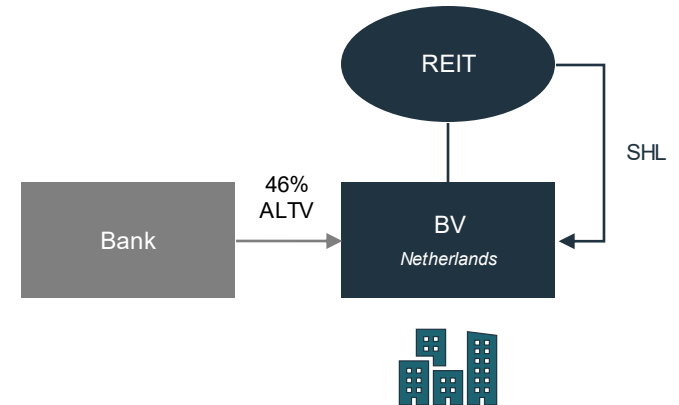 REIT
SHL
46%
ALTV
Bank
BV
Netherlands